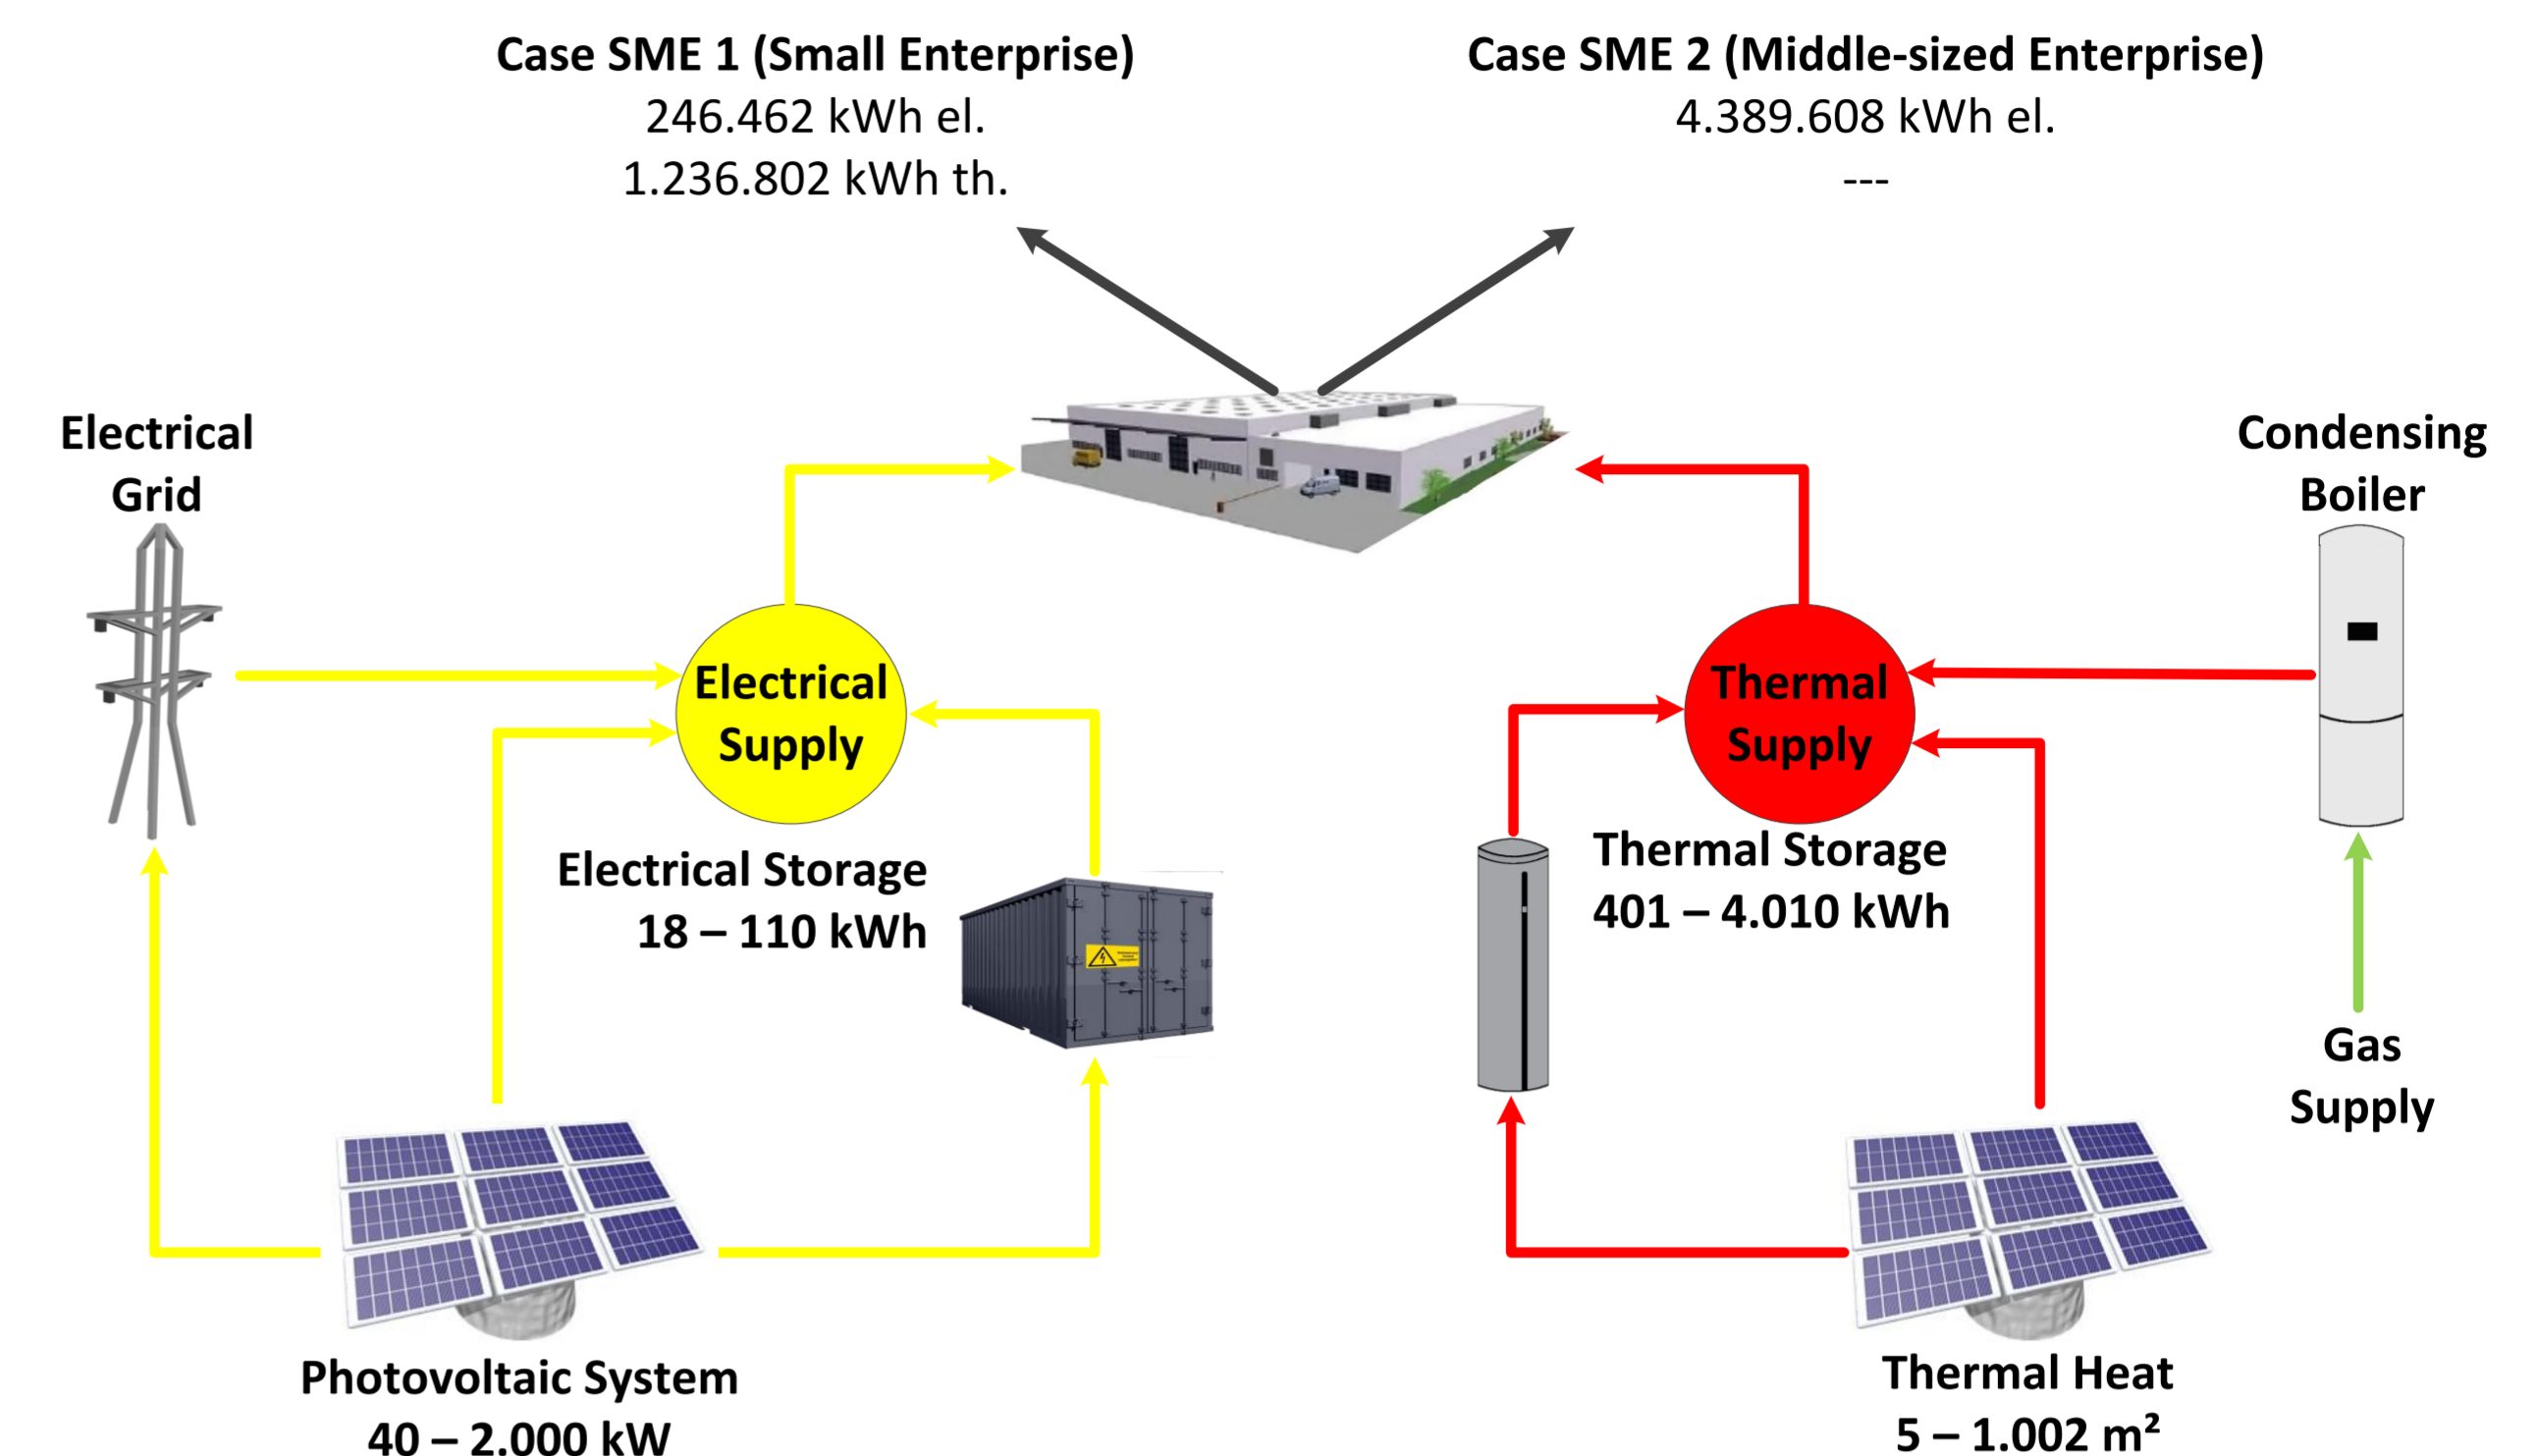 Case SME 1 (Small Enterprise)
246.462 kWh el.
1.236.802 kWh th.
Case SME 2 (Middle-sized Enterprise)
4.389.608 kWh el.
---
Electrical
Grid
Condensing
Boiler
Electrical
Supply
Thermal
Supply
Electrical Storage
18 – 110 kWh
Thermal Storage
401 – 4.010 kWh
Gas
Supply
Photovoltaic System
40 – 2.000 kW
Thermal Heat
5 – 1.002 m²